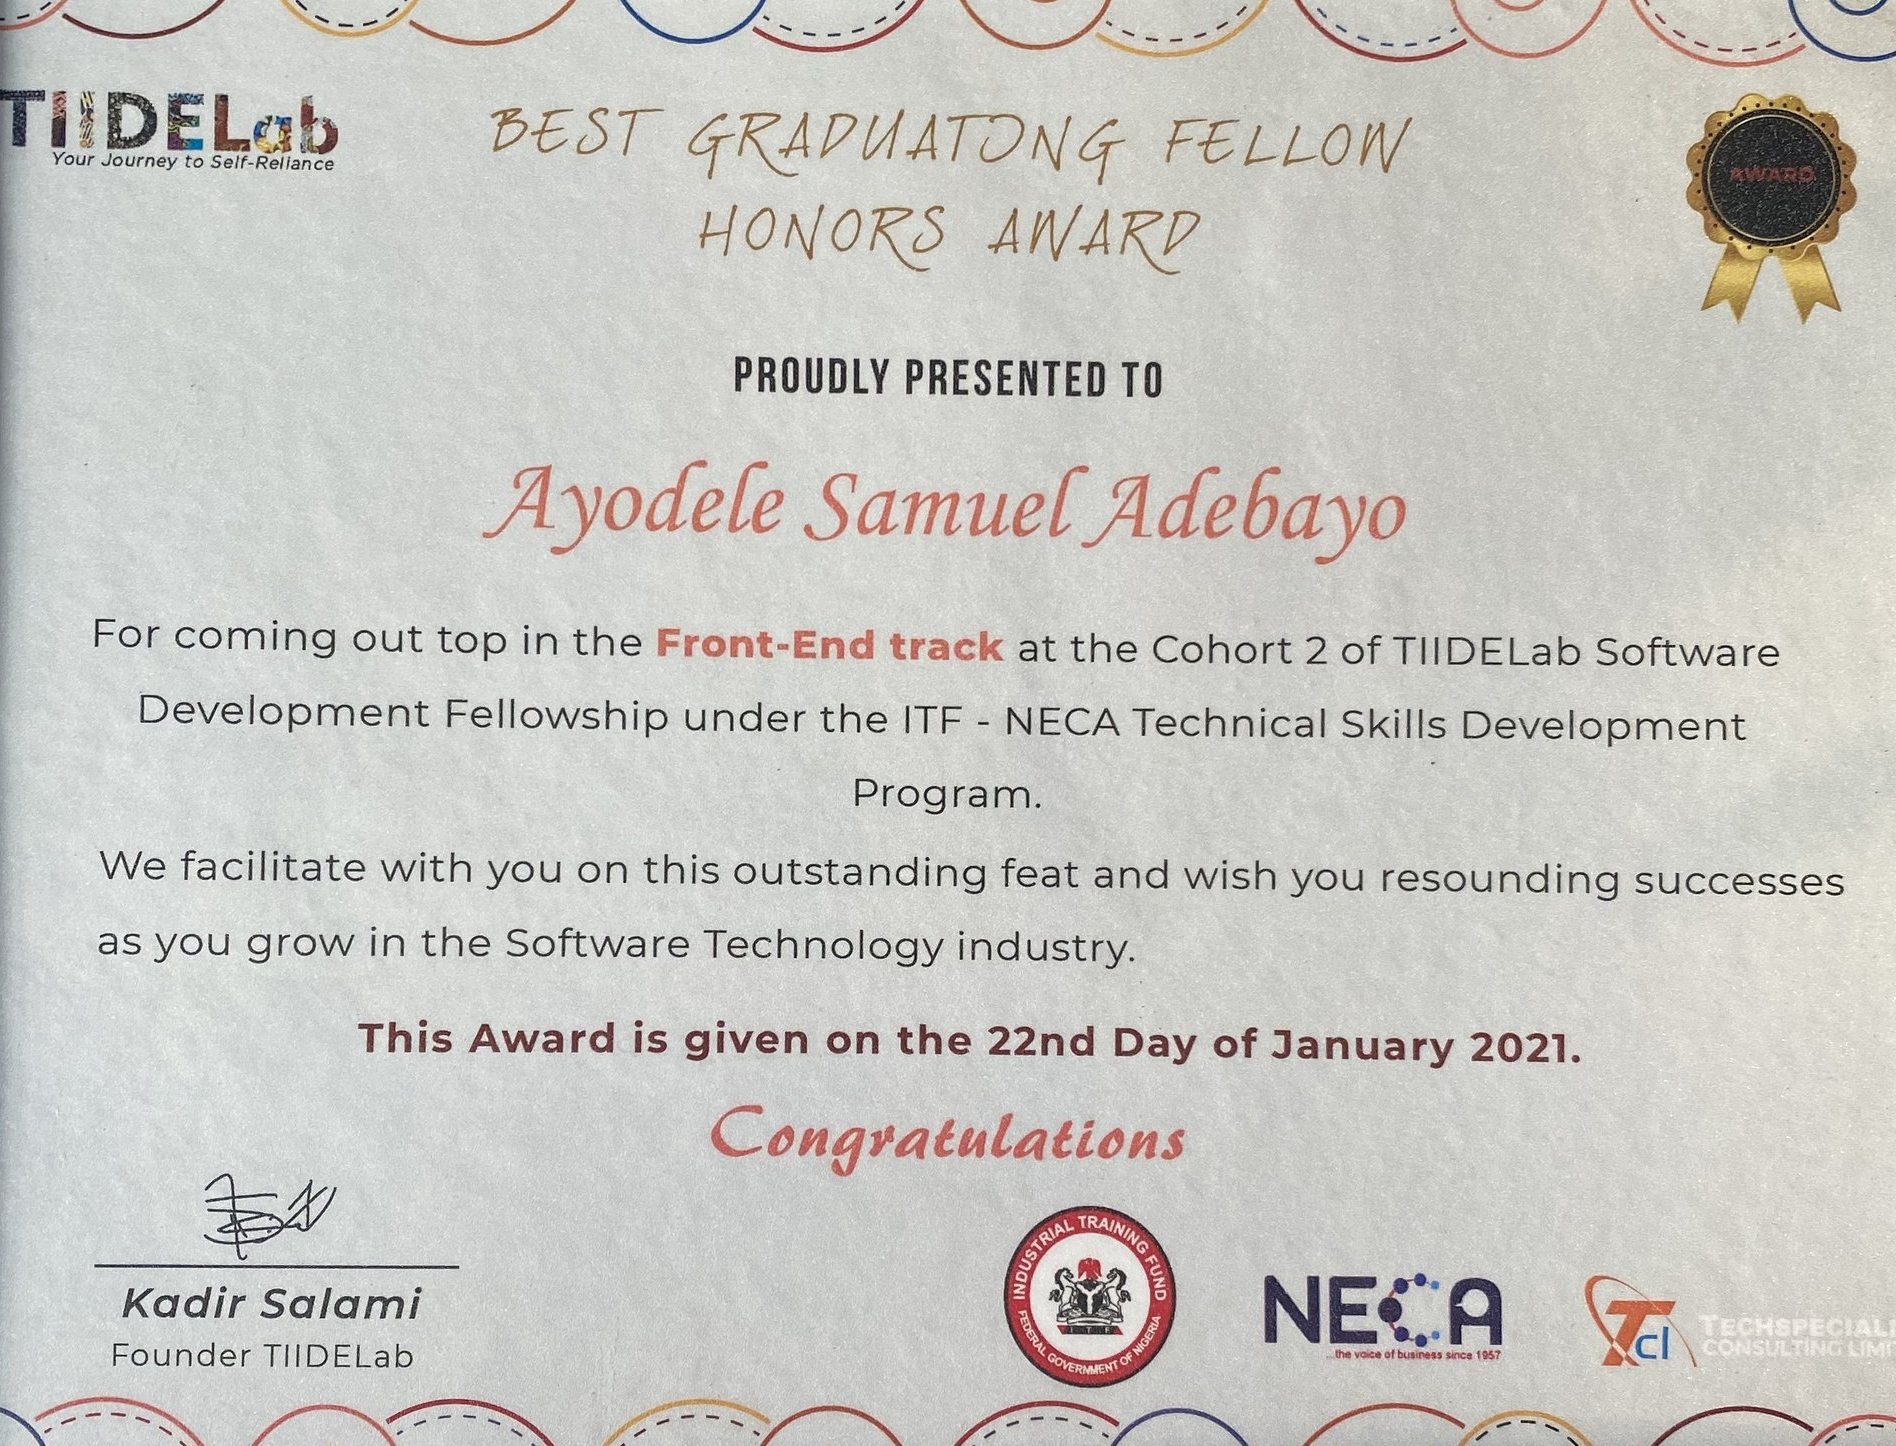 TIIDELab
Your Journey to Self-Reliance
BEST GRADUATING FELLOW
HONORS AWARD
AWARD
PROUDLY PRESENTED TO
Ayodele Samuel Adebayo
For coming out top in the Front-End track at the Cohort 2 of TIIDELab Software
Development Fellowship under the ITF - NECA Technical Skills Development
Program.
We facilitate with you on this outstanding feat and wish you resounding successes
as you grow in the Software Technology industry.
This Award is given on the 22nd Day of January 2021.
Congratulations
Kadir Salami
Founder TIIDELab
INDUSTRIAL TRAINING FUND
ITF
FEDERAL GOVERNMENT OF NIGERIA
NECA
...the voice of business since 1957
Tcl
CONSULTING